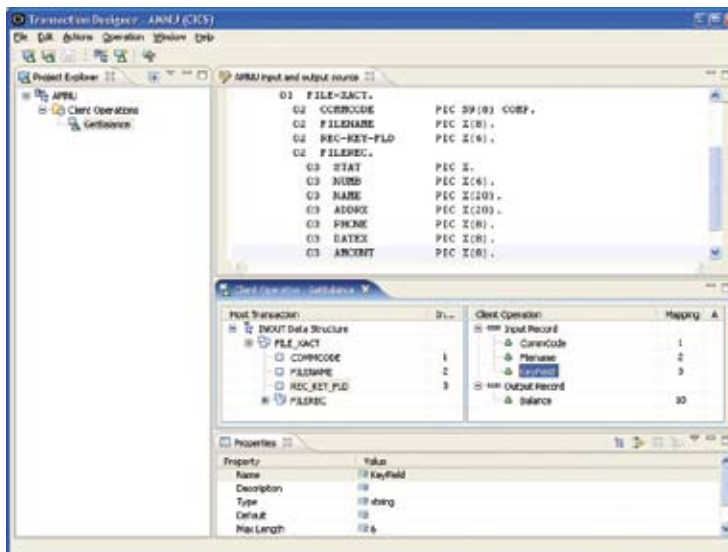 Transaction Designer - AMNU (CICS)
File Edit Actions Operation Window Help
Project Explorer
AMNU
Client Operations
GetBalance
AMNU input and output source
01 FILE-XACT.
02 COMMCODE PIC S9(8) COMP.
02 FILENAME PIC X(8).
02 REC-KEY-FLD PIC X(6).
02 FILEREC.
03 STAT PIC X.
03 NUMB PIC X(6).
03 NAME PIC X(20).
03 ADDRX PIC X(20).
03 PHONE PIC X(8).
03 DATEX PIC X(8).
03 AMOUNT PIC X(8).
Client Operation - GetBalance
Host Transaction In...
INOUT Data Structure
FILE_XACT
COMMCODE 1
FILENAME 2
REC_KEY_FLD 3
FILEREC
Client Operation Mapping A
Input Record
CommCode 1
Filename 2
KeyField 3
Output Record
Balance 10
Properties
Property Value
Name KeyField
Description
Type string
Default
Max Length 6